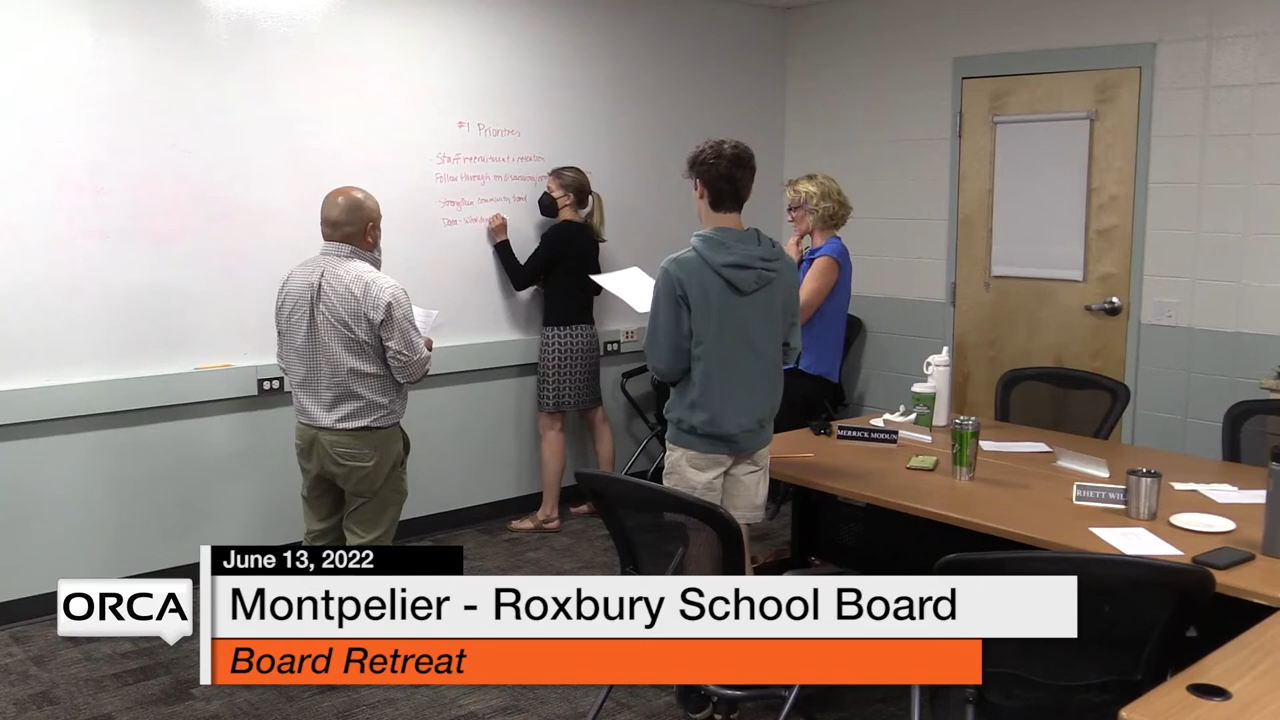 #1 Priorities
Staff recruitment + retention
Follow through on
Strengthen community
Data -
MERRICK MODUN
RHETT WIL
June 13, 2022
ORCA
Montpelier - Roxbury School Board
Board Retreat